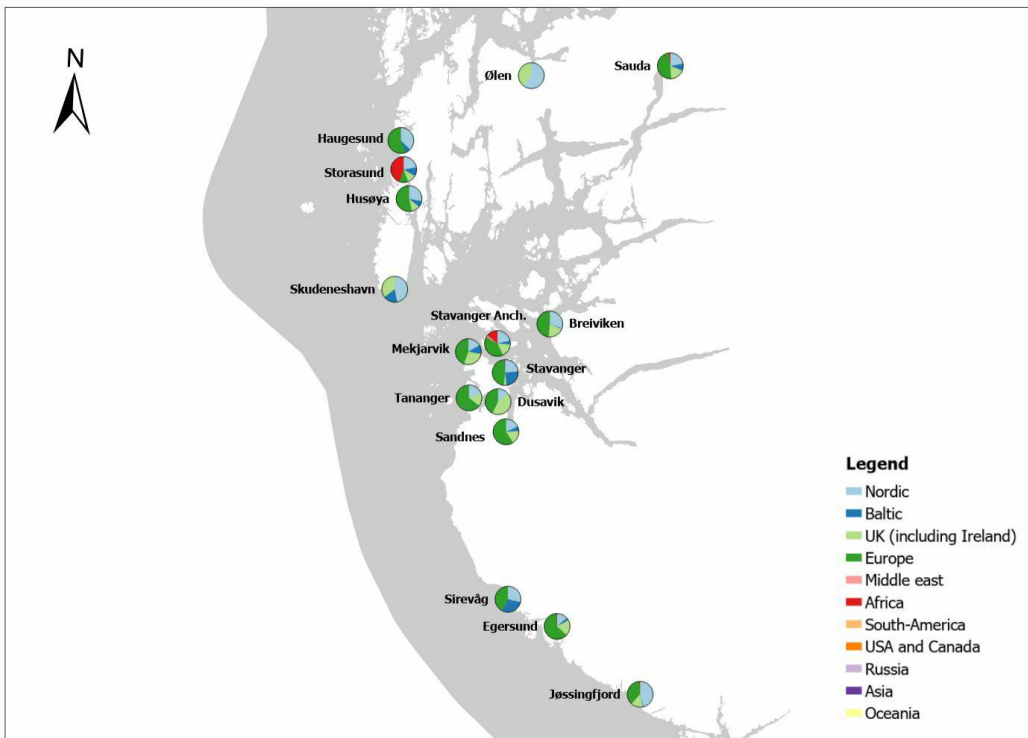 N
Ølen
Sauda
Haugesund
Storasund
Husøya
Skudeneshavn
Stavanger Anch.
Breiviken
Mekjarvik
Stavanger
Tananger
Dusavik
Sandnes
Sirevåg
Egersund
Jøssingfjord
Legend
Nordic
Baltic
UK (including Ireland)
Europe
Middle east
Africa
South-America
USA and Canada
Russia
Asia
Oceania